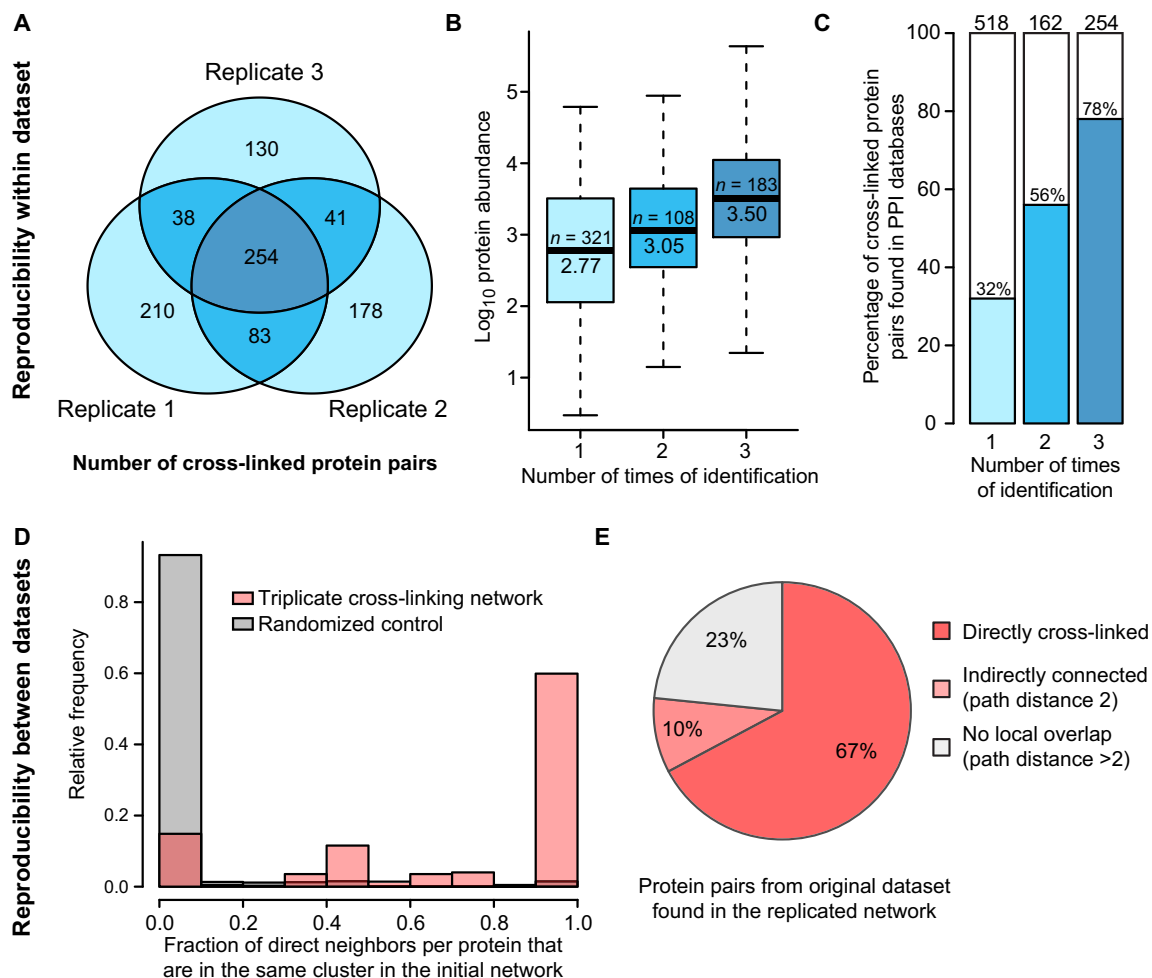 Reproducibility within dataset
A
Replicate 3
130
38
41
254
210
83
178
Replicate 1
Replicate 2
Number of cross-linked protein pairs
B
Log10 protein abundance
5
4
3
2
1
n = 321
2.77
n = 108
3.05
n = 183
3.50
1
2
3
Number of times of identification
C
Percentage of cross-linked protein
pairs found in PPI databases
100
80
60
40
20
0
518
162
254
32%
56%
78%
1
2
3
Number of times
of identification
Reproducibility between datasets
D
Relative frequency
0.8
0.6
0.4
0.2
0.0
Triplicate cross-linking network
Randomized control
0.0
0.2
0.4
0.6
0.8
1.0
Fraction of direct neighbors per protein that
are in the same cluster in the initial network
E
23%
10%
67%
Directly cross-linked
Indirectly connected
(path distance 2)
No local overlap
(path distance >2)
Protein pairs from original dataset
found in the replicated network